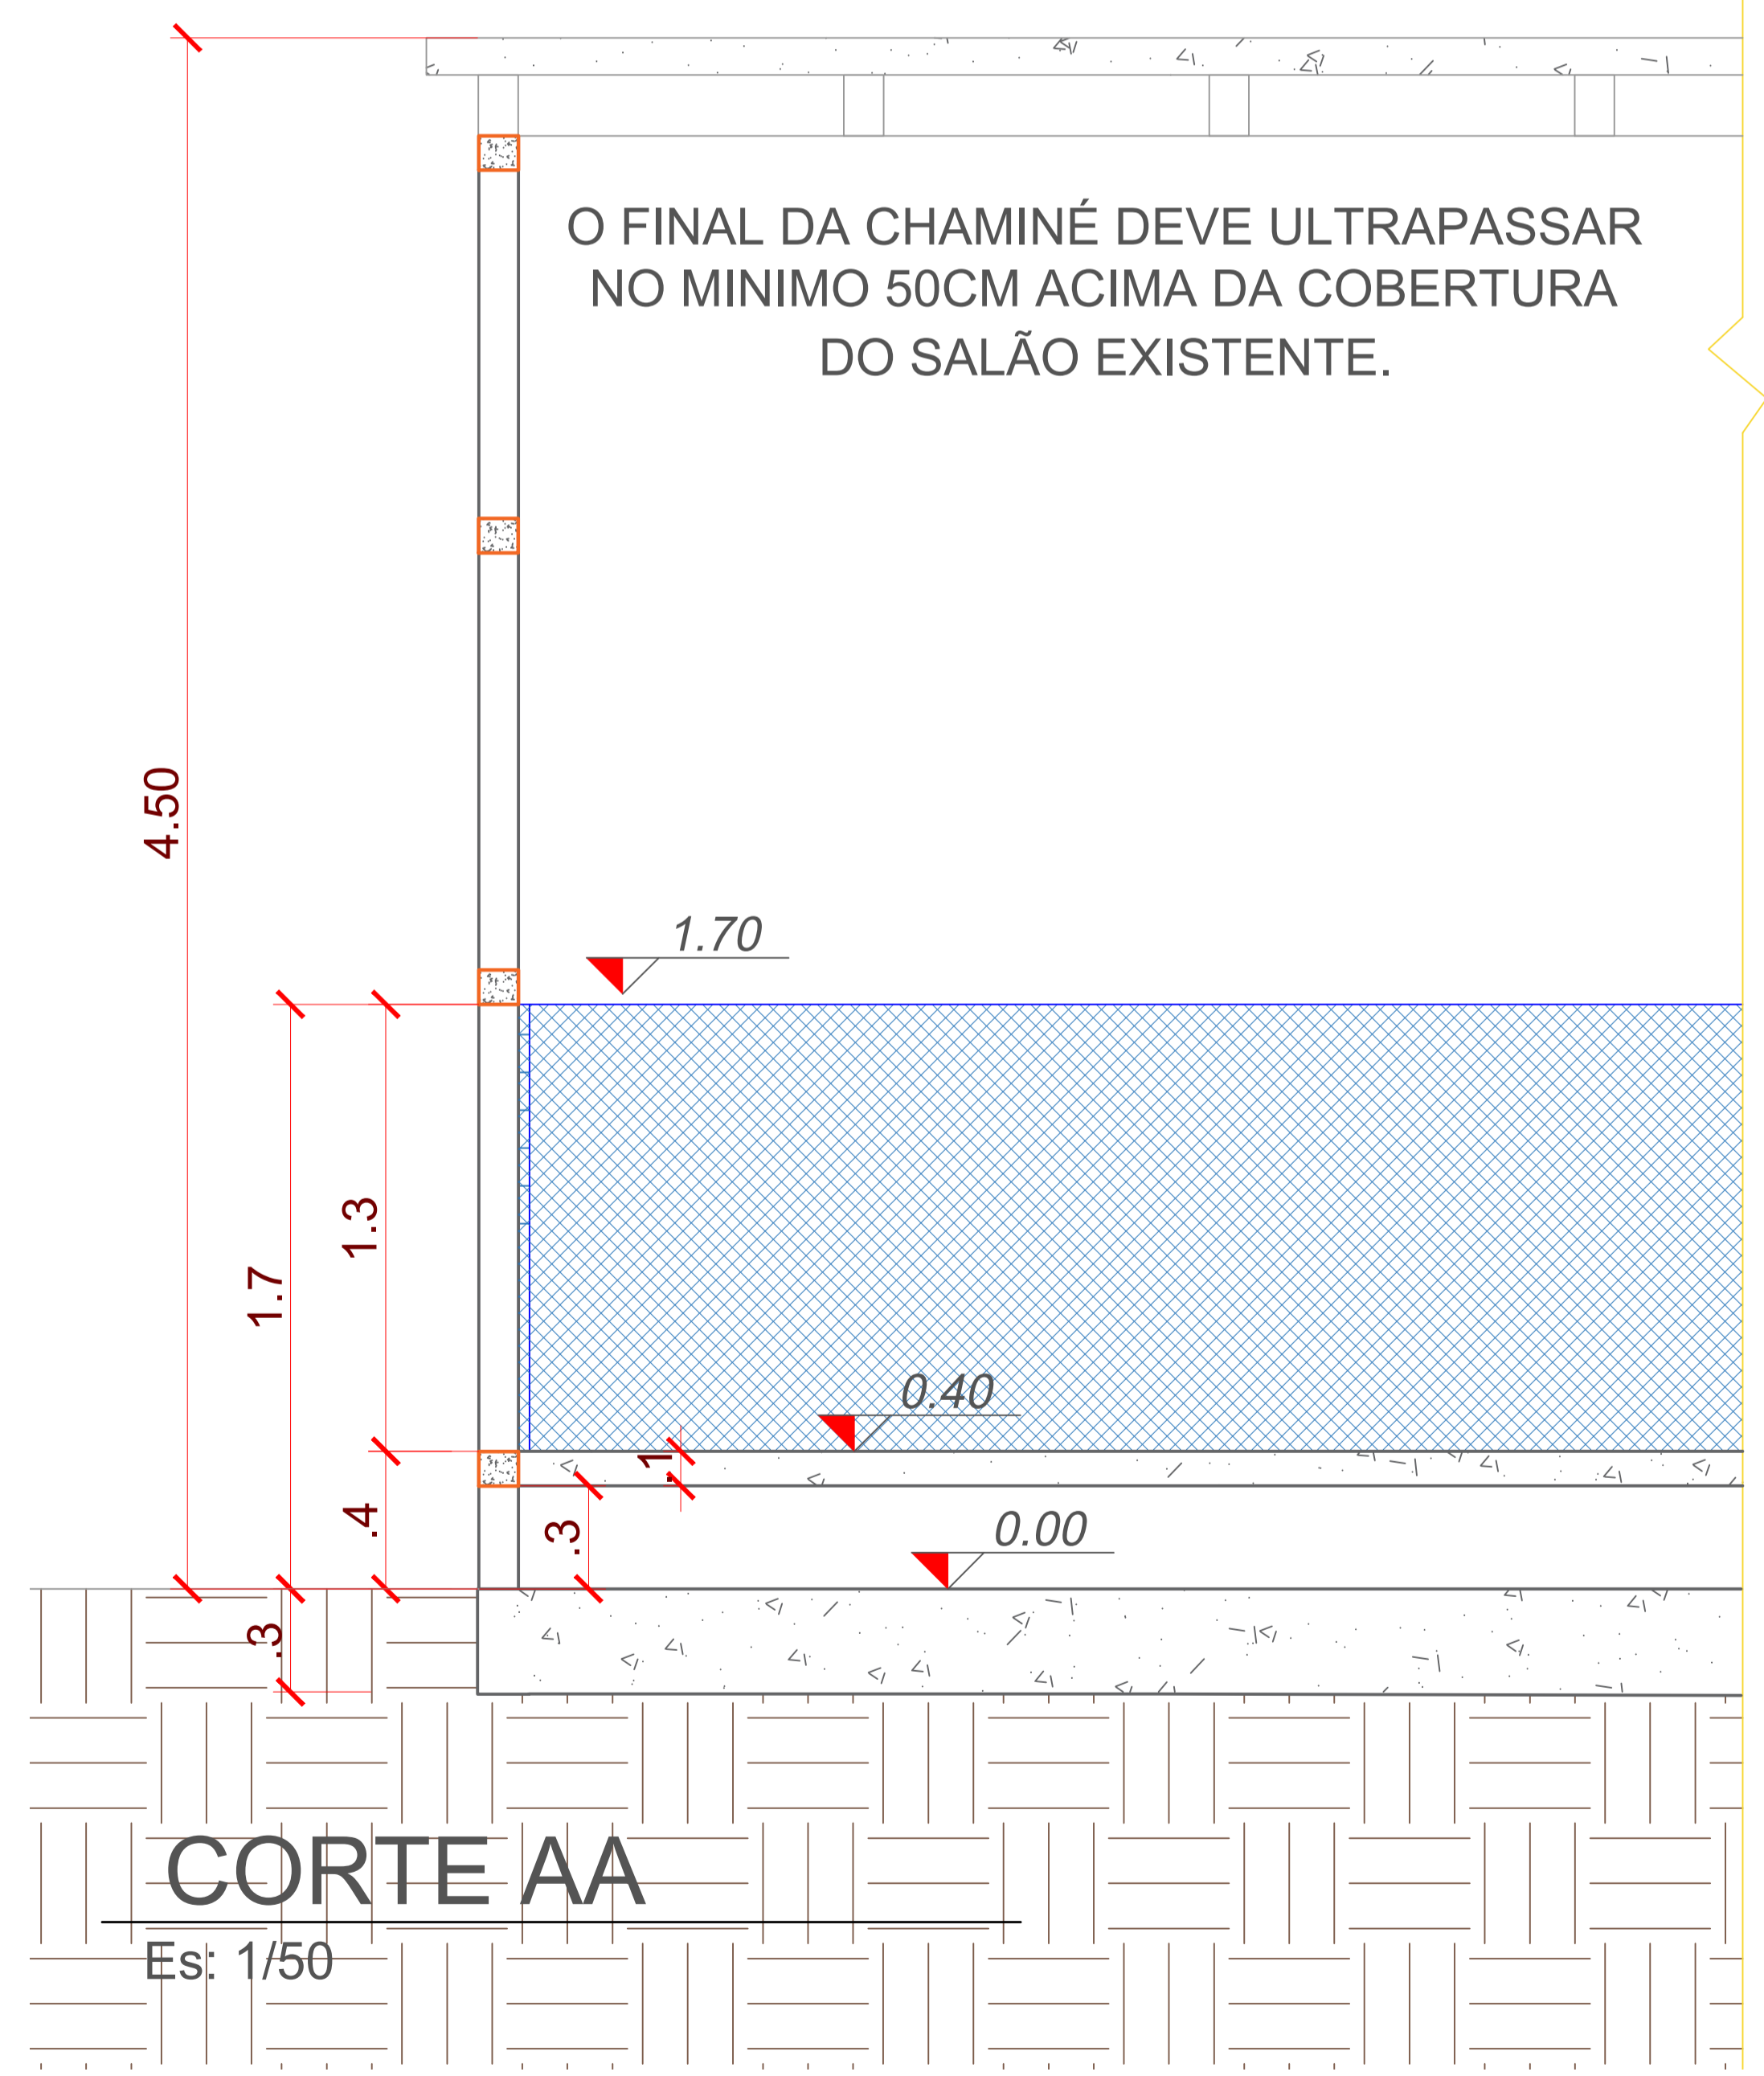 O FINAL DA CHAMINÉ DEVE ULTRAPASSAR
NO MINIMO 50CM ACIMA DA COBERTURA
DO SALÃO EXISTENTE.
4.50
1.70
1.3
1.7
0.40
.1
.4
.3
0.00
.3
CORTE AA
Es: 1/50